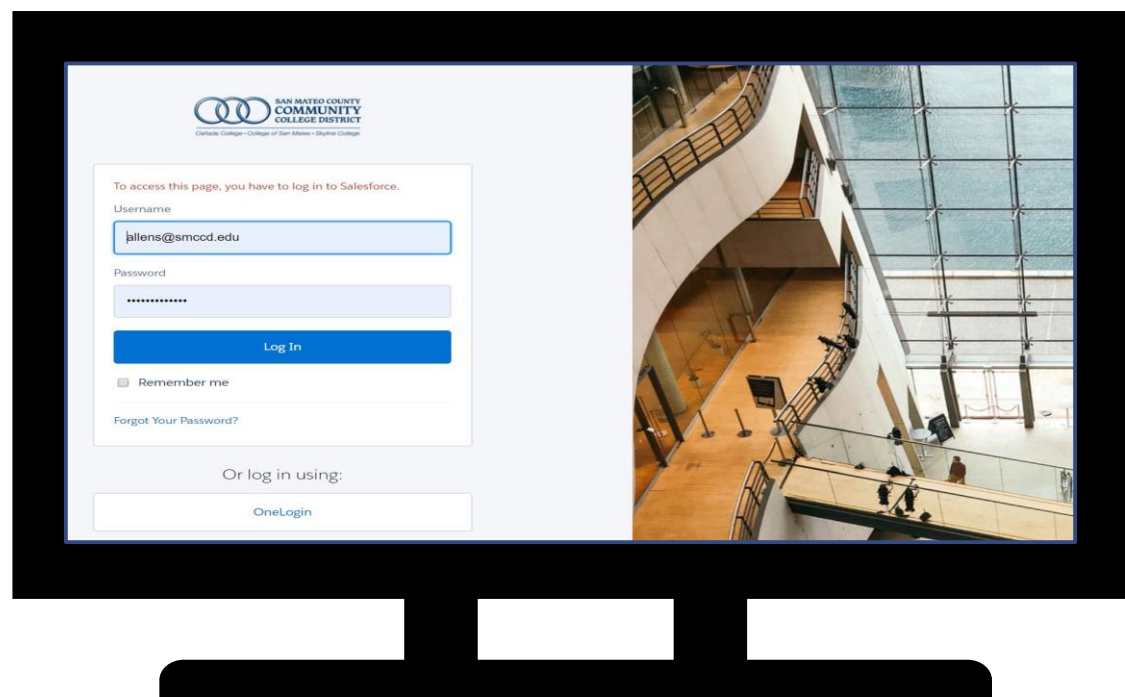 SAN MATEO COUNTY
COMMUNITY
COLLEGE DISTRICT
Cañada College • College of San Mateo • Skyline College
To access this page, you have to log in to Salesforce.
Username
allens@smccd.edu
Password
•••••••••••••
Log In
Remember me
Forgot Your Password?
Or log in using:
OneLogin